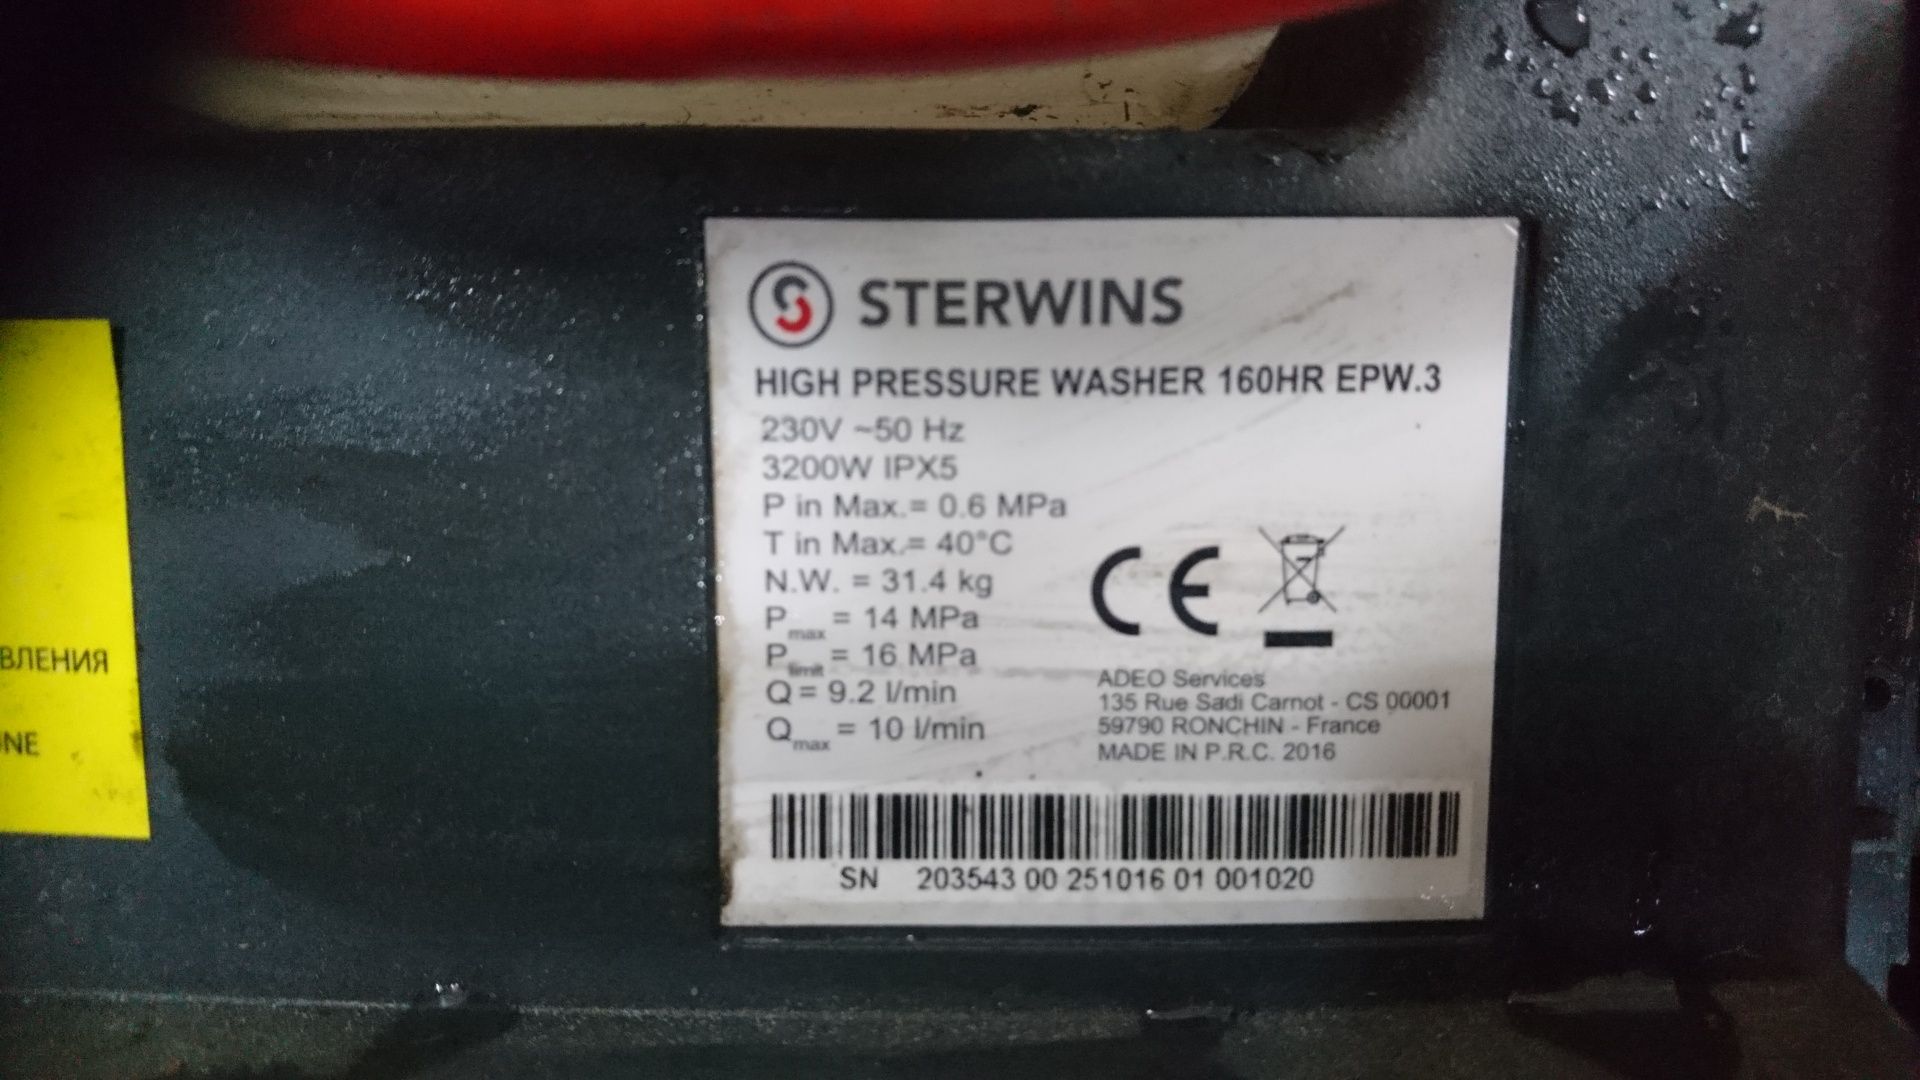 STERWINS
HIGH PRESSURE WASHER 160HR EPW.3
230V ~50 Hz
3200W IPX5
P in Max.= 0.6 MPa
T in Max.= 40°C
N.W. = 31.4 kg
Pmax = 14 MPa
Plimit = 16 MPa
Q = 9.2 l/min
Qmax = 10 l/min
CE
ADEO Services
135 Rue Sadi Carnot - CS 00001
59790 RONCHIN - France
MADE IN P.R.C. 2016
SN 203543 00 251016 01 001020
ВЛЕНИЯ
NE